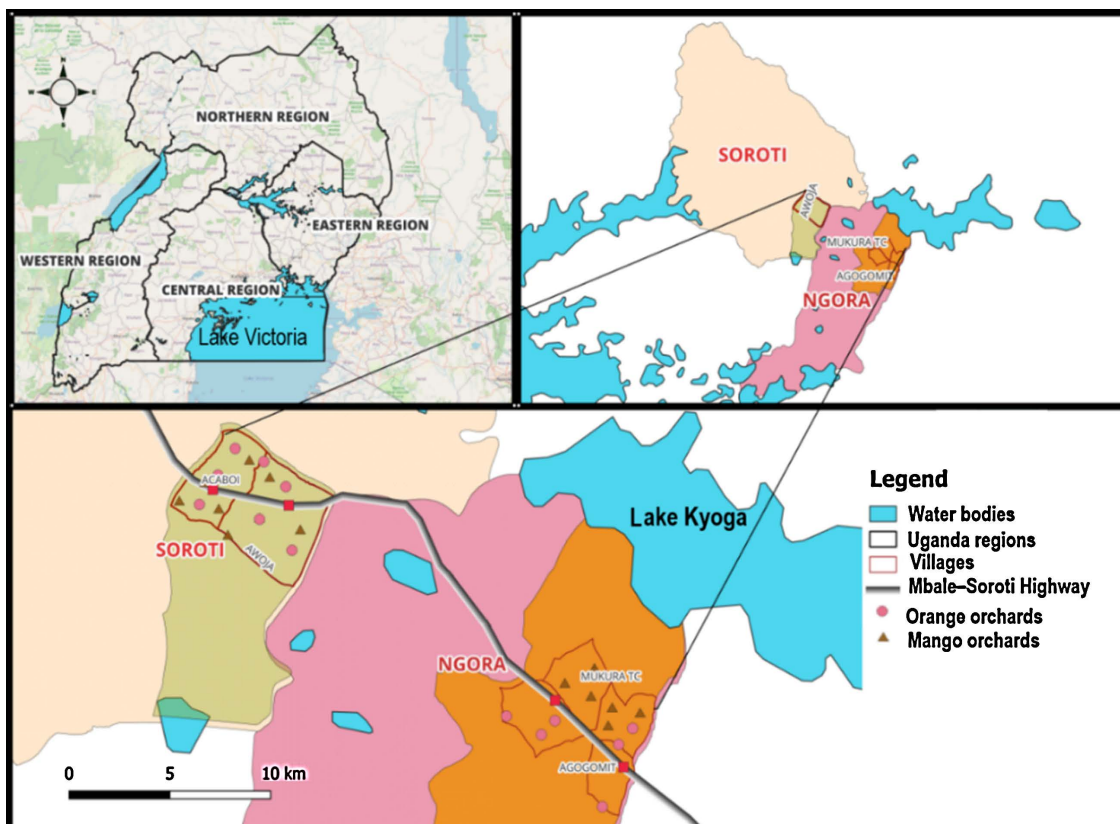 N
W
E
S
NORTHERN REGION
EASTERN REGION
WESTERN REGION
CENTRAL REGION
Lake Victoria
SOROTI
AWOJA
MUKURA TC
AGOGOMIT
NGORA
ACABOI
SOROTI
AWOJA
Lake Kyoga
NGORA
MUKURA TC
AGOGOMIT
0 5 10 km
Legend
Water bodies
Uganda regions
Villages
Mbale–Soroti Highway
Orange orchards
Mango orchards